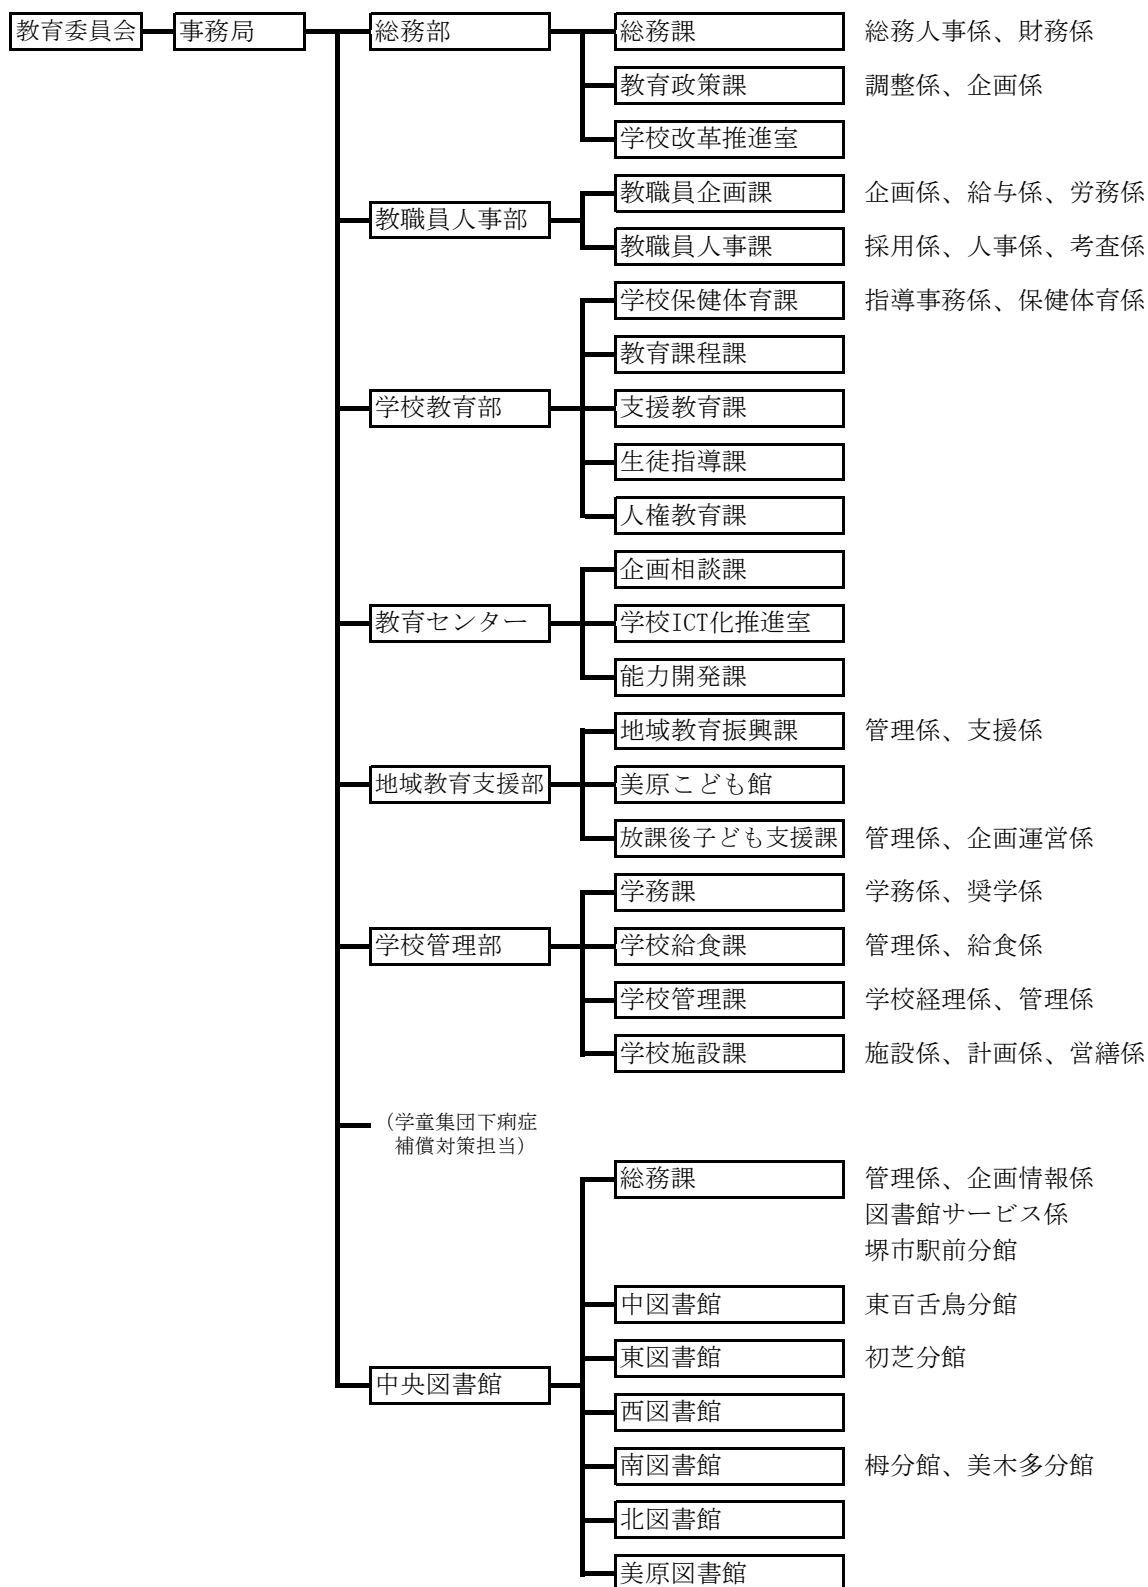 教育委員会 事務局 総務部 総務課 総務人事係、財務係
教育政策課 調整係、企画係
学校改革推進室
教職員企画課 企画係、給与係、労務係
教職員人事部
教職員人事課 採用係、人事係、考査係
学校保健体育課 指導事務係、保健体育係
教育課程課
学校教育部 支援教育課
生徒指導課
人権教育課
企画相談課
教育センター 学校ICT化推進室
能力開発課
地域教育振興課 管理係、支援係
地域教育支援部 美原こども館
放課後子ども支援課 管理係、企画運営係
学務課 学務係、奨学係
学校管理部 学校給食課 管理係、給食係
学校管理課 学校経理係、管理係
学校施設課 施設係、計画係、営繕係
（学童集団下痢症
補償対策担当）
総務課 管理係、企画情報係
図書館サービス係
堺市駅前分館
中図書館 東百舌鳥分館
東図書館 初芝分館
中央図書館
西図書館
南図書館 栂分館、美木多分館
北図書館
美原図書館